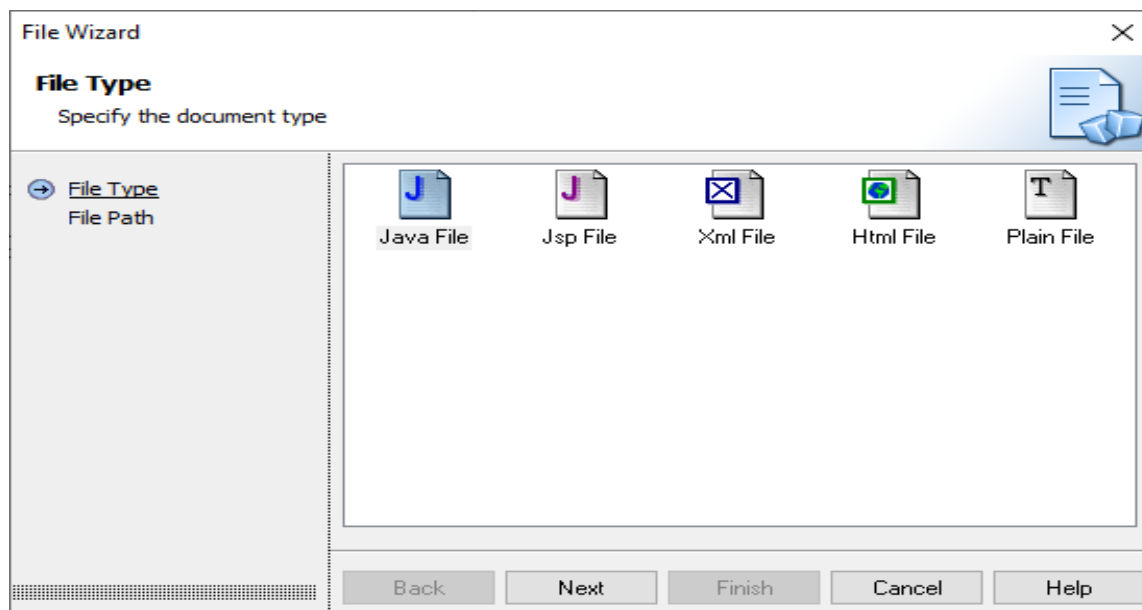 File Wizard
File Type
Specify the document type
File Type
File Path
Java File
Jsp File
Xml File
Html File
Plain File
Back
Next
Finish
Cancel
Help